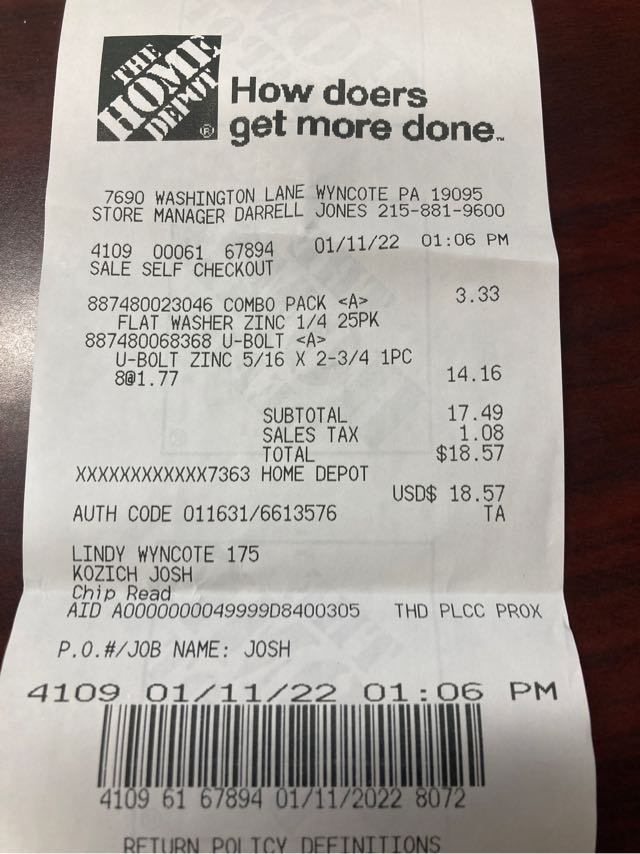 THE
HOME
DEPOT
®
How doers
get more done™
7690 WASHINGTON LANE WYNCOTE PA 19095
STORE MANAGER DARRELL JONES 215-881-9600
4109 00061 67894 01/11/22 01:06 PM
SALE SELF CHECKOUT
887480023046 COMBO PACK <A> 3.33
FLAT WASHER ZINC 1/4 25PK
887480068368 U-BOLT <A>
U-BOLT ZINC 5/16 X 2-3/4 1PC
8@1.77 14.16
SUBTOTAL 17.49
SALES TAX 1.08
TOTAL $18.57
XXXXXXXXXXXX7363 HOME DEPOT
USD$ 18.57
AUTH CODE 011631/6613576 TA
LINDY WYNCOTE 175
KOZICH JOSH
Chip Read
AID A0000000049999D8400305 THD PLCC PROX
P.O.#/JOB NAME: JOSH
4109 01/11/22 01:06 PM
4109 61 67894 01/11/2022 8072
RETURN POLICY DEFINITIONS